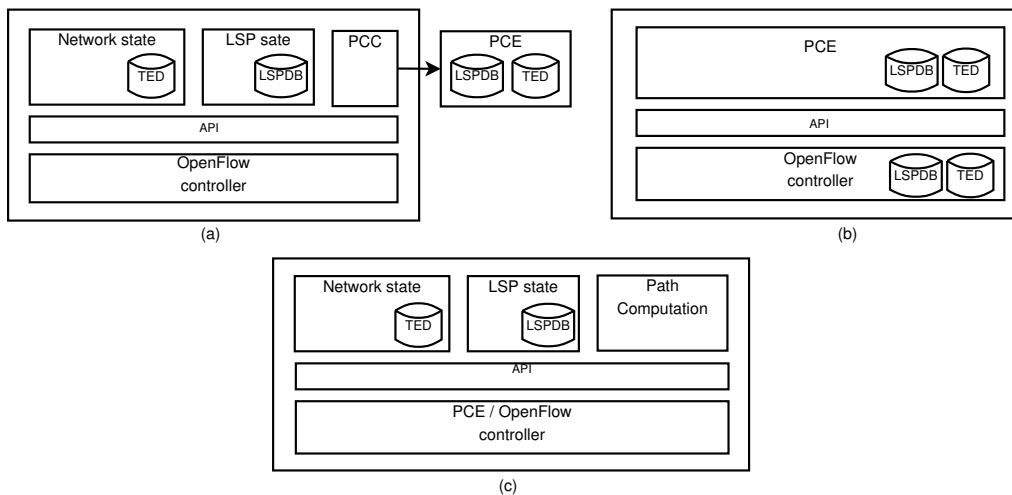 Network state
TED
LSP sate
LSPDB
PCC
PCE
LSPDB
TED
API
OpenFlow
controller
(a)
PCE
LSPDB
TED
API
OpenFlow
controller
LSPDB
TED
(b)
Network state
TED
LSP state
LSPDB
Path
Computation
API
PCE / OpenFlow
controller
(c)